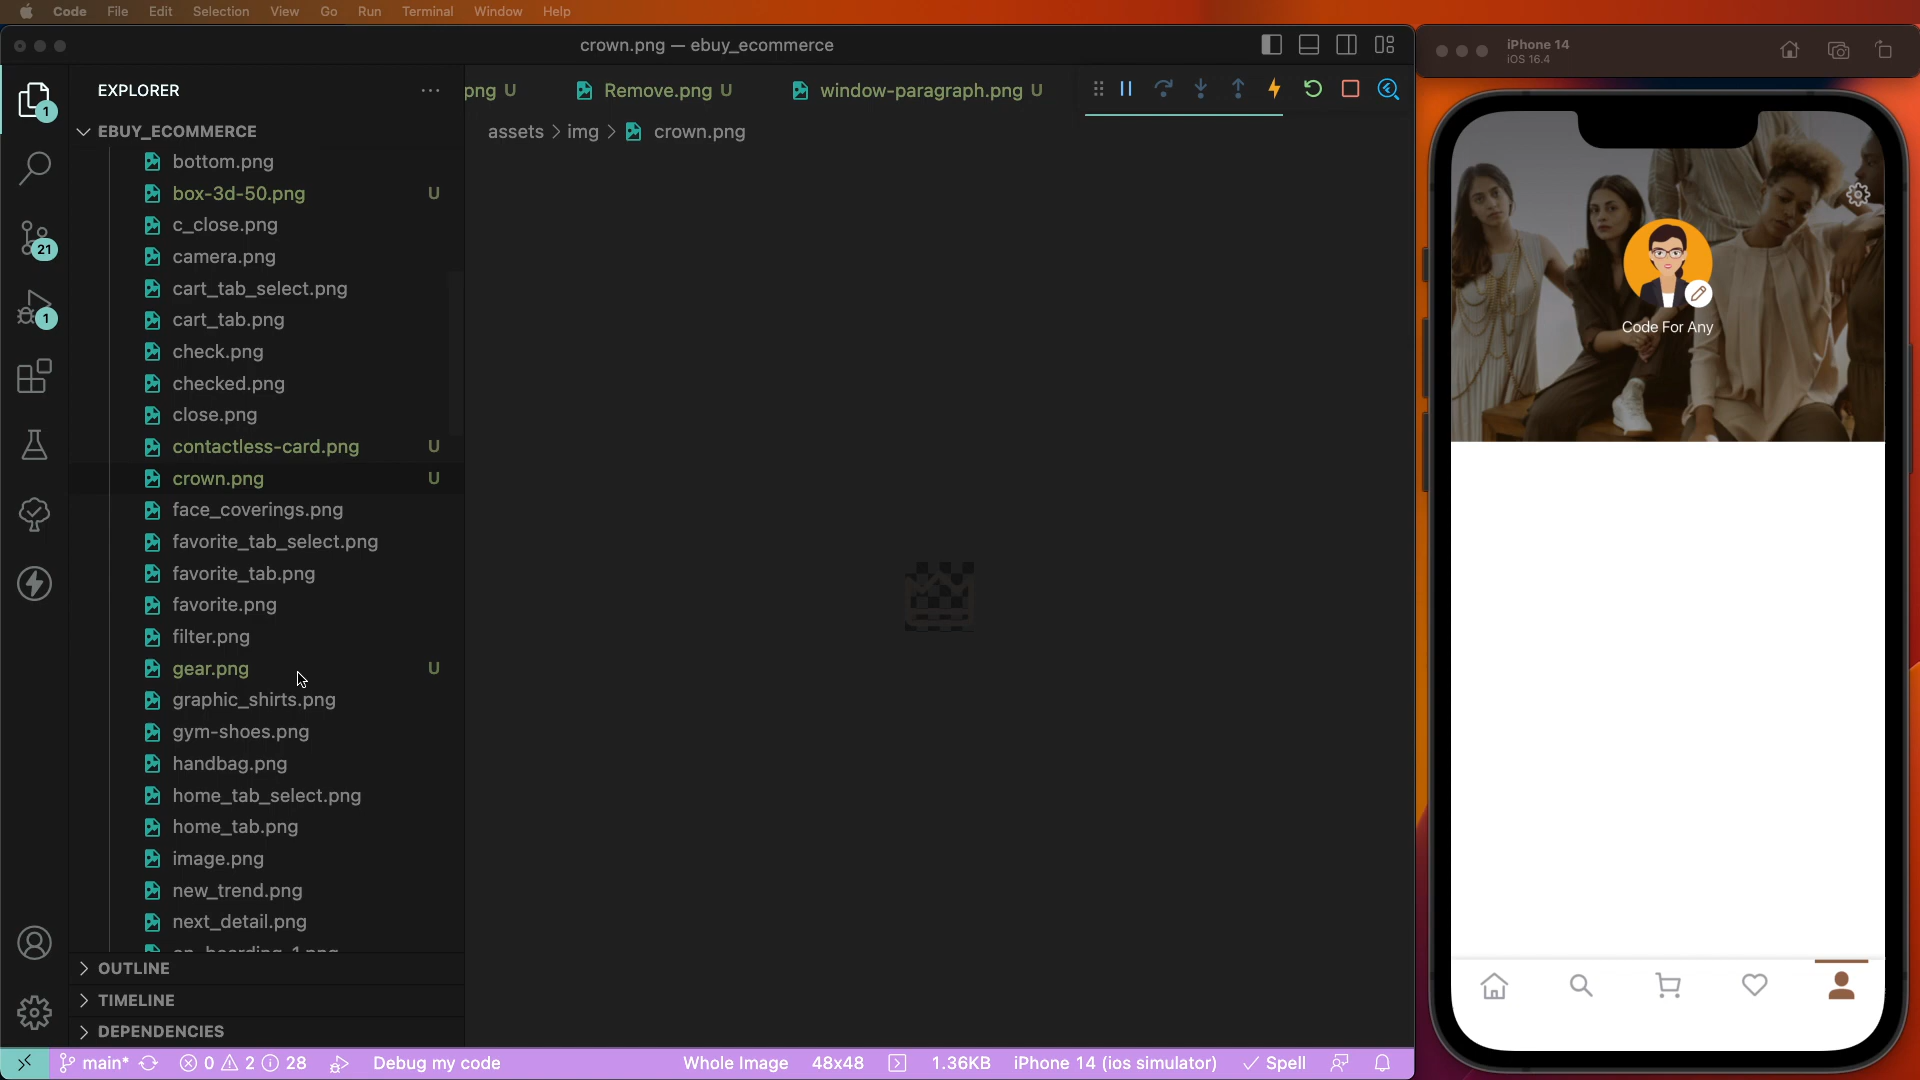 Code File Edit Selection View Go Run Terminal Window Help
crown.png — ebuy_ecommerce
iPhone 14
iOS 16.4
EXPLORER
png U Remove.png U window-paragraph.png U
EBUY_ECOMMERCE
assets > img > crown.png
bottom.png
box-3d-50.png U
c_close.png
camera.png
cart_tab_select.png
cart_tab.png
check.png
checked.png
close.png
contactless-card.png U
crown.png U
face_coverings.png
favorite_tab_select.png
favorite_tab.png
favorite.png
filter.png
gear.png U
graphic_shirts.png
gym-shoes.png
handbag.png
home_tab_select.png
home_tab.png
image.png
new_trend.png
next_detail.png
OUTLINE
TIMELINE
DEPENDENCIES
1
21
1
Code For Any
main* 0 2 28 Debug my code Whole Image 48x48 1.36KB iPhone 14 (ios simulator) Spell